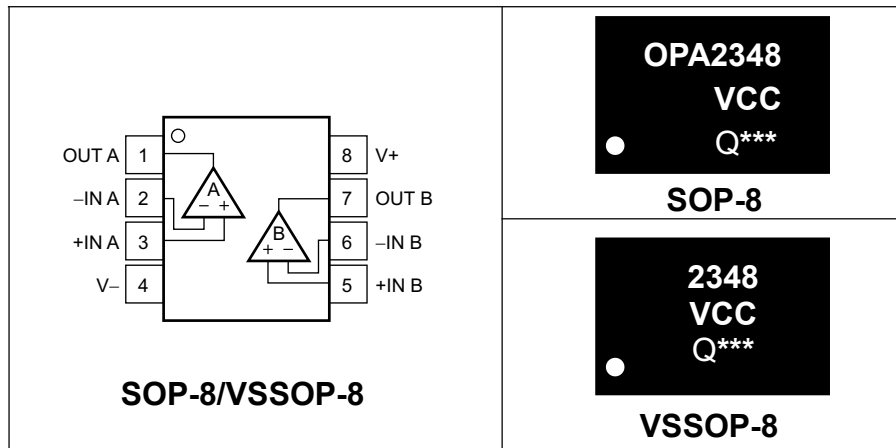 OUT A 1 8 V+
–IN A 2 A 7 OUT B
– +
+IN A 3 B 6 –IN B
+ –
V– 4 5 +IN B
SOP-8/VSSOP-8
OPA2348
VCC
Q***
SOP-8
2348
VCC
Q***
VSSOP-8